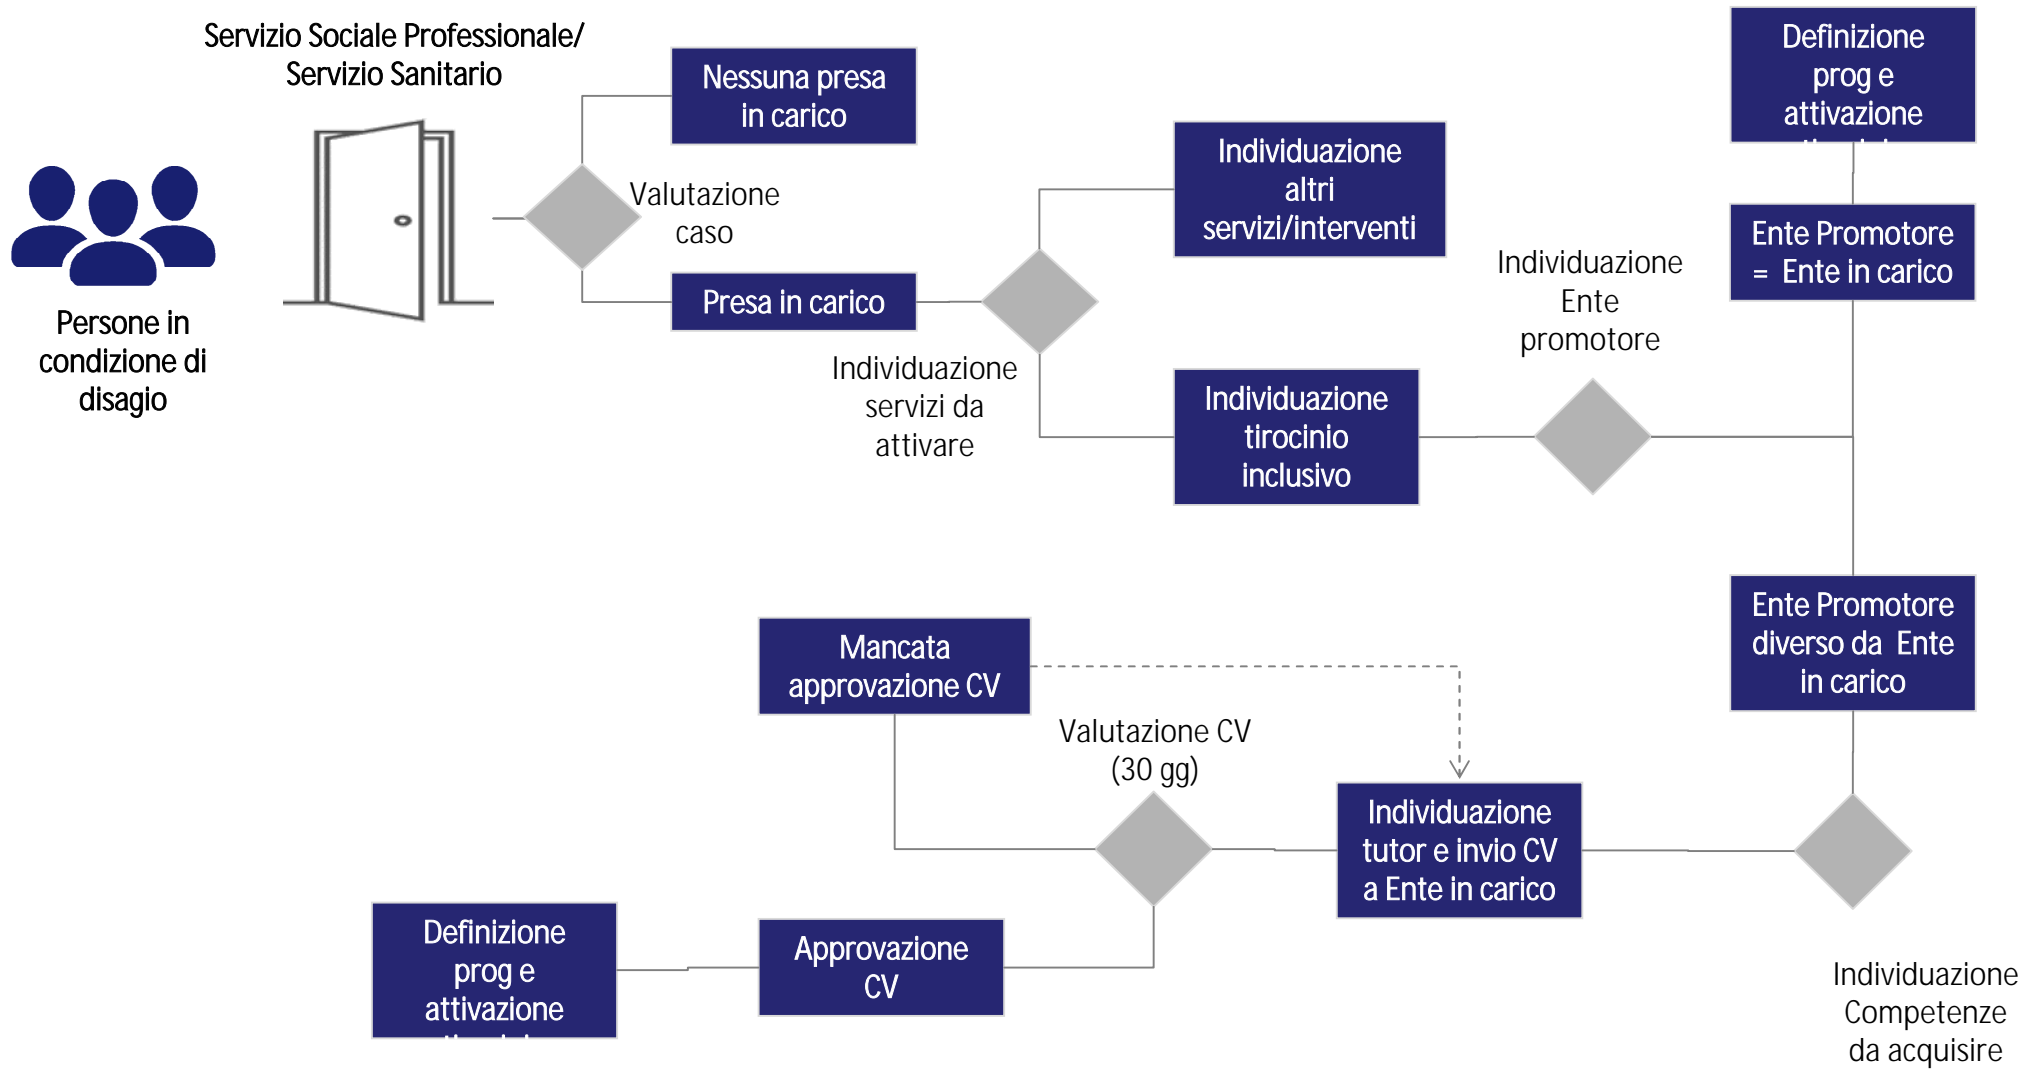 Servizio Sociale Professionale/
Servizio Sanitario
Persone in
condizione di
disagio
Valutazione
caso
Nessuna presa
in carico
Presa in carico
Individuazione
servizi da
attivare
Individuazione
altri
servizi/interventi
Individuazione
tirocinio
inclusivo
Individuazione
Ente
promotore
Definizione
prog e
attivazione
Ente Promotore
= Ente in carico
Ente Promotore
diverso da Ente
in carico
Individuazione
Competenze
da acquisire
Individuazione
tutor e invio CV
a Ente in carico
Valutazione CV
(30 gg)
Mancata
approvazione CV
Approvazione
CV
Definizione
prog e
attivazione